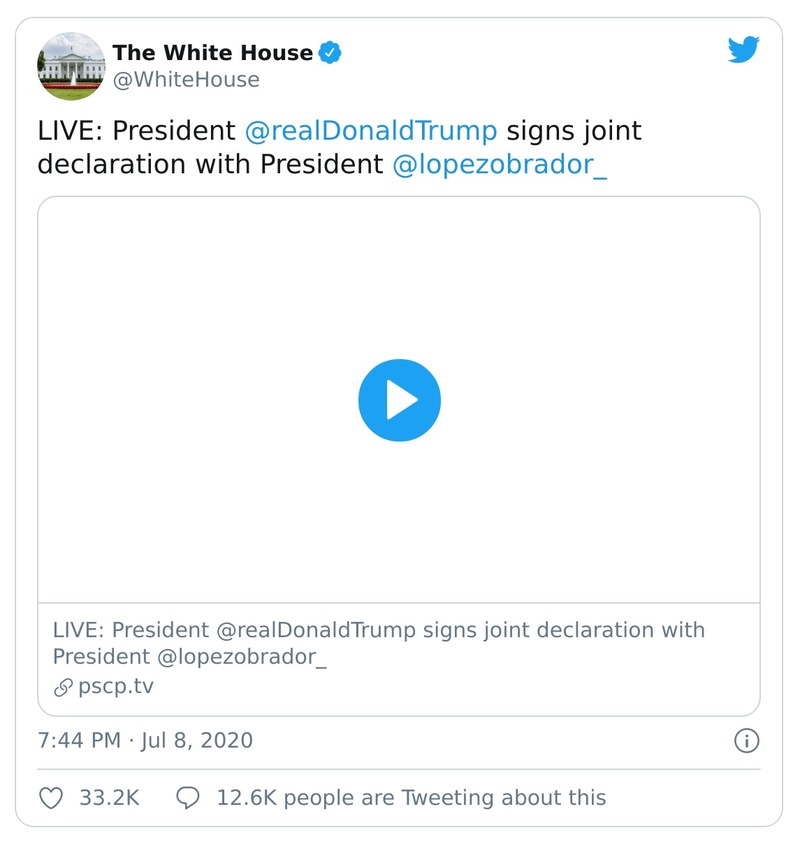 The White House
@WhiteHouse
LIVE: President @realDonaldTrump signs joint
declaration with President @lopezobrador_
LIVE: President @realDonaldTrump signs joint declaration with
President @lopezobrador_
pscp.tv
7:44 PM · Jul 8, 2020
33.2K 12.6K people are Tweeting about this